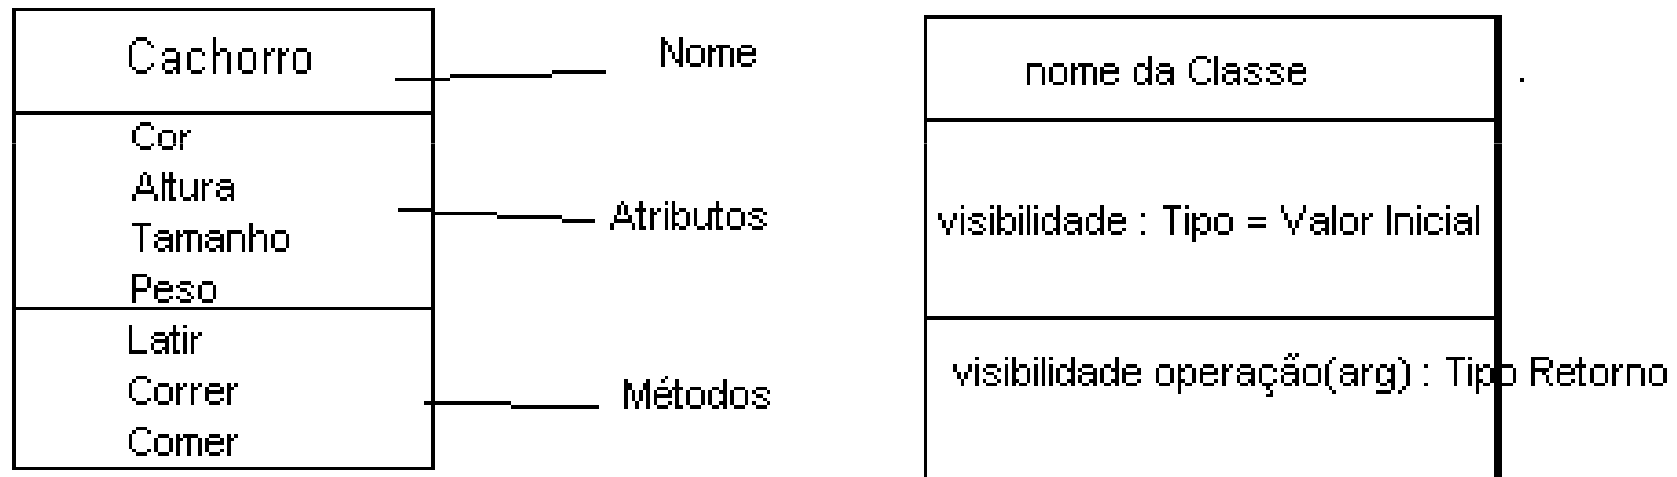 Cachorro
Cor
Altura
Tamanho
Peso
Latir
Correr
Comer
Nome
Atributos
Métodos
nome da Classe
visibilidade : Tipo = Valor Inicial
visibilidade operação(arg) : Tipo Retorno